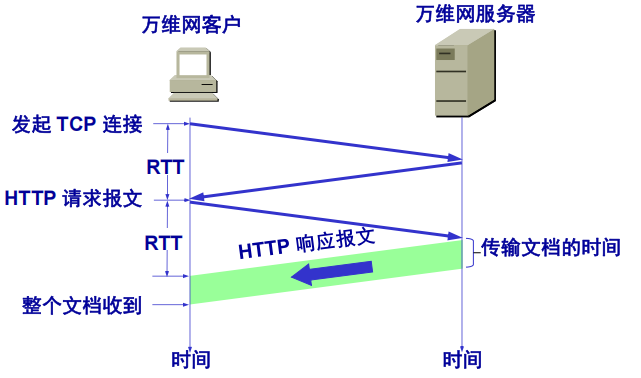 万维网客户
万维网服务器
发起 TCP 连接
RTT
HTTP 请求报文
RTT
HTTP 响应报文
传输文档的时间
整个文档收到
时间
时间